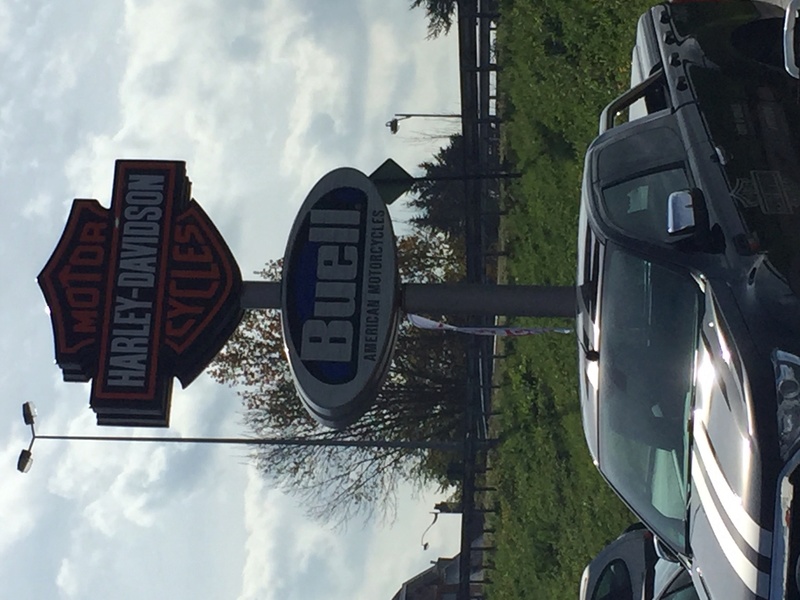 MOTOR
HARLEY-DAVIDSON
CYCLES
Buell
AMERICAN MOTORCYCLES